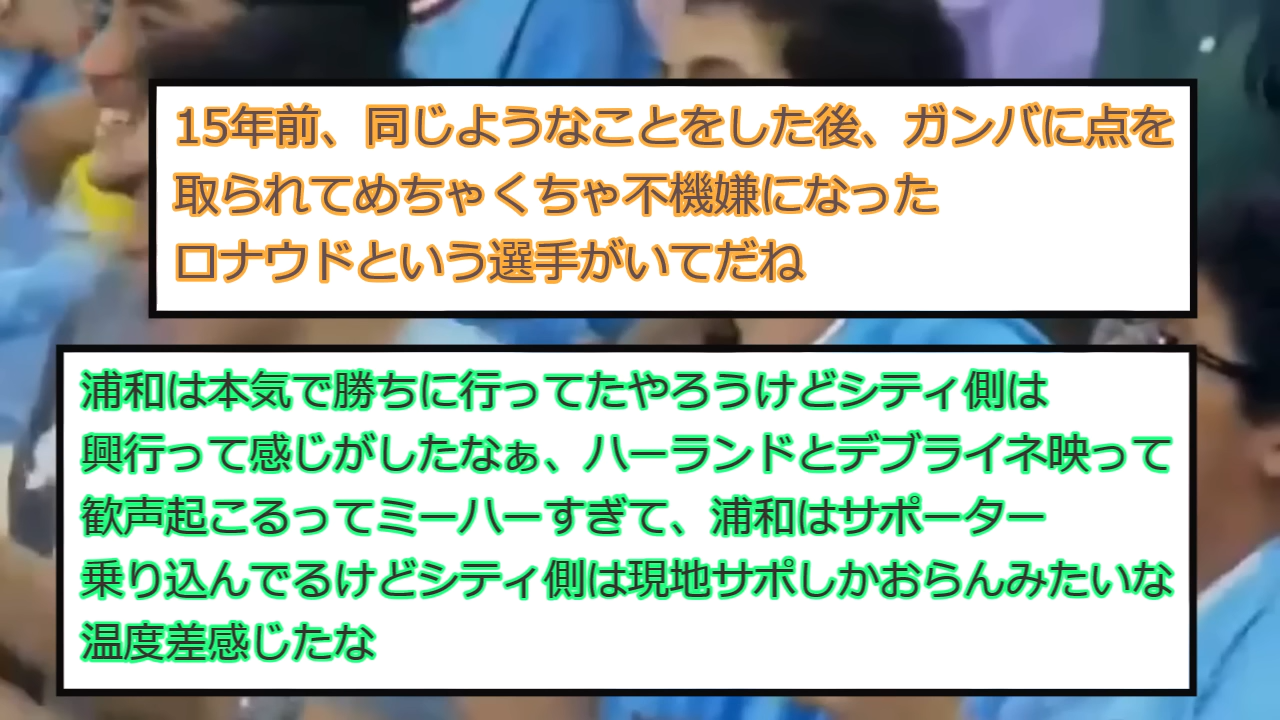 15年前、同じようなことをした後、ガンバに点を
取られてめちゃくちゃ不機嫌になった
ロナウドという選手がいてだね
浦和は本気で勝ちに行ってたやろうけどシティ側は
興行って感じがしたなぁ、ハーランドとデブライネ映って
歓声起こるってミーハーすぎて、浦和はサポーター
乗り込んでるけどシティ側は現地サポしかおらんみたいな
温度差感じたな